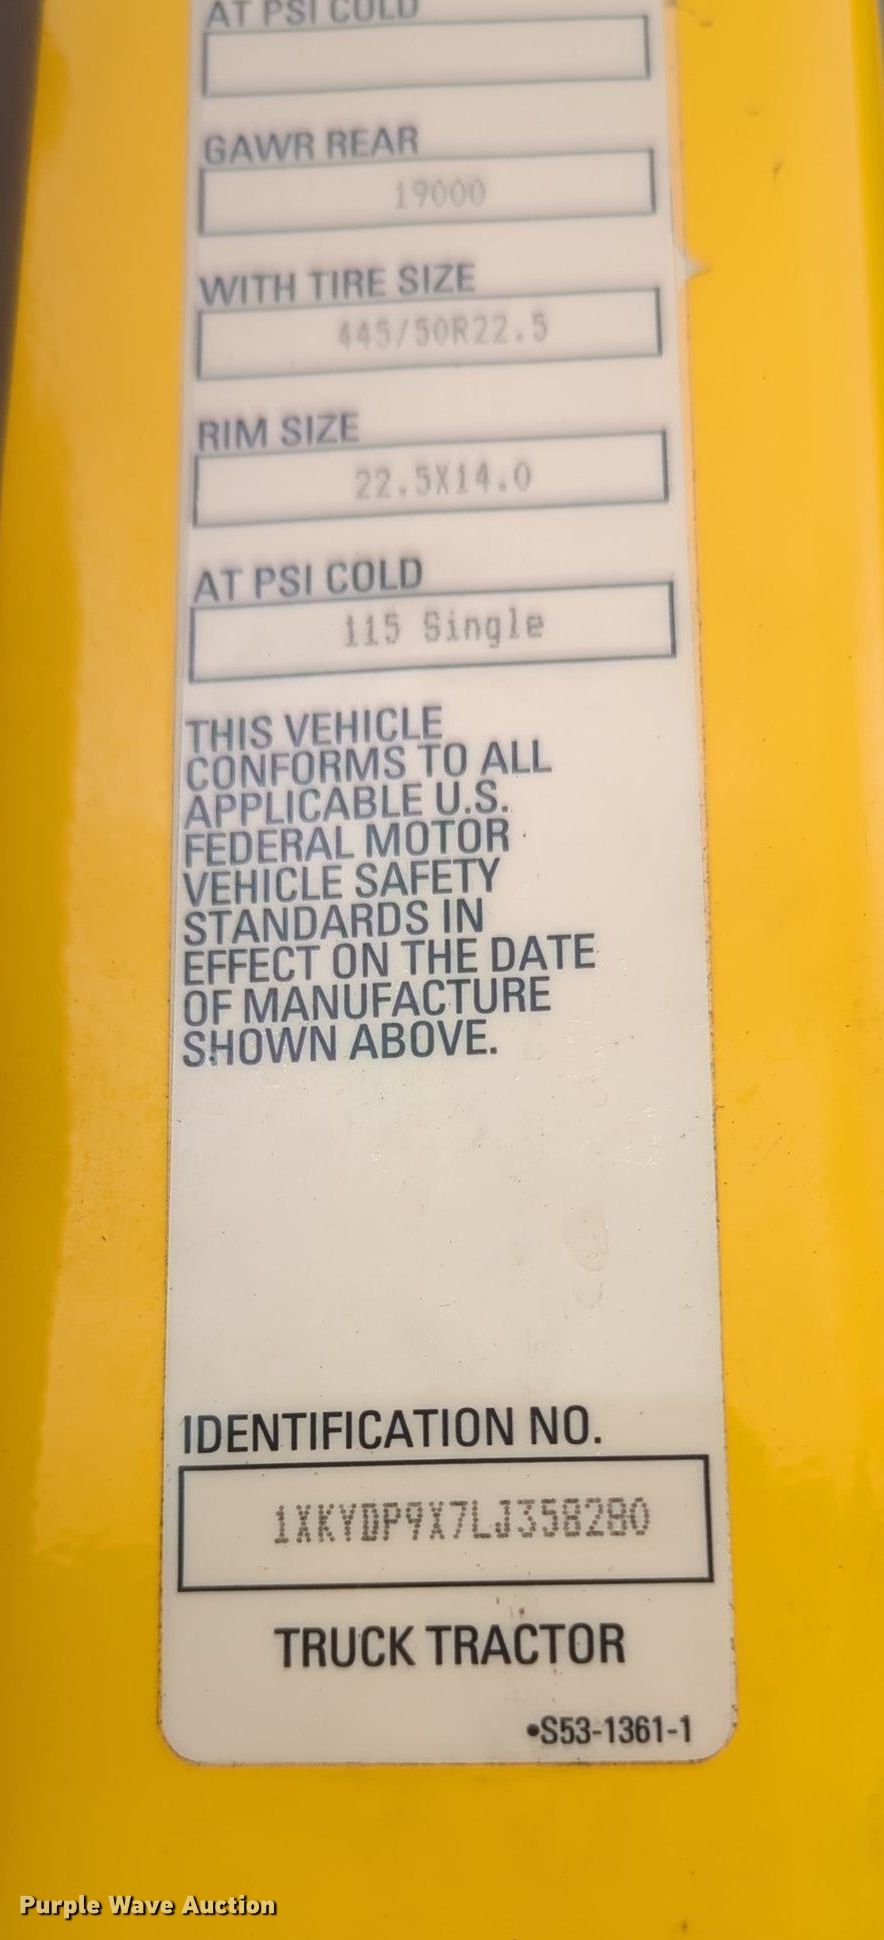 AT PSI COLD
GAWR REAR
19000
WITH TIRE SIZE
445/50R22.5
RIM SIZE
22.5X14.0
AT PSI COLD
115 Single
THIS VEHICLE
CONFORMS TO ALL
APPLICABLE U.S.
FEDERAL MOTOR
VEHICLE SAFETY
STANDARDS IN
EFFECT ON THE DATE
OF MANUFACTURE
SHOWN ABOVE.
IDENTIFICATION NO.
1XKYDP9X7LJ358280
TRUCK TRACTOR
•S53-1361-1
Purple Wave Auction